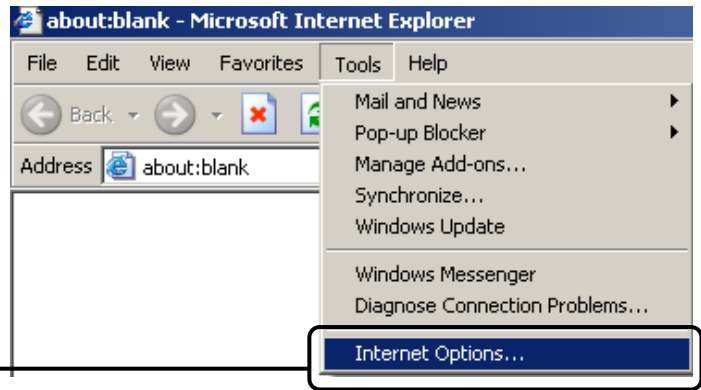 about:blank - Microsoft Internet Explorer
File Edit View Favorites Tools Help
Back
Address about:blank
Mail and News
Pop-up Blocker
Manage Add-ons...
Synchronize...
Windows Update
Windows Messenger
Diagnose Connection Problems...
Internet Options...